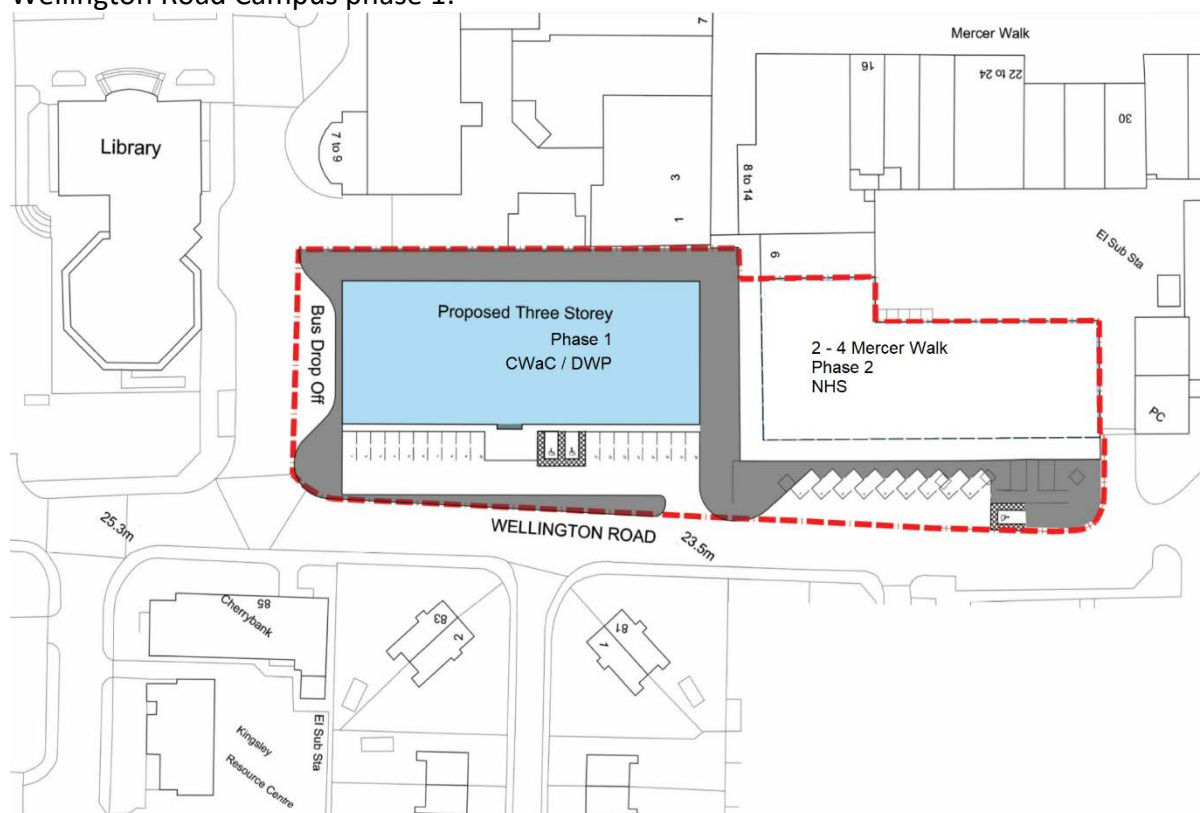 Wellington Road Campus phase 1:
Mercer Walk
7
16
22 to 24
30
Library
7 to 9
3
1
8 to 14
6
El Sub Sta
Bus Drop Off
Proposed Three Storey
Phase 1
CWaC / DWP
2 - 4 Mercer Walk
Phase 2
NHS
PC
WELLINGTON ROAD
25.3m
23.5m
85
Cherrybank
83
2
81
1
El Sub Sta
Kingsley
Resource Centre